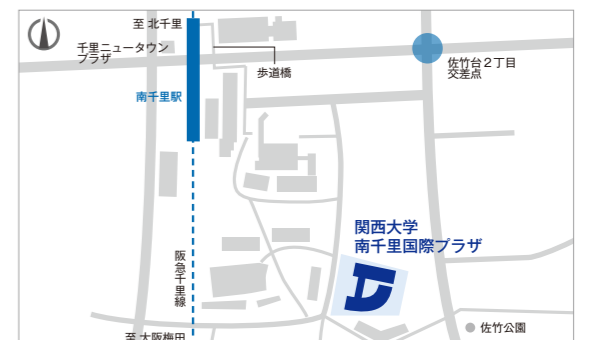 至 北千里
千里ニュータウン
プラザ
歩道橋
佐竹台２丁目
交差点
南千里駅
関西大学
南千里国際プラザ
阪急千里線
佐竹公園
至 大阪梅田